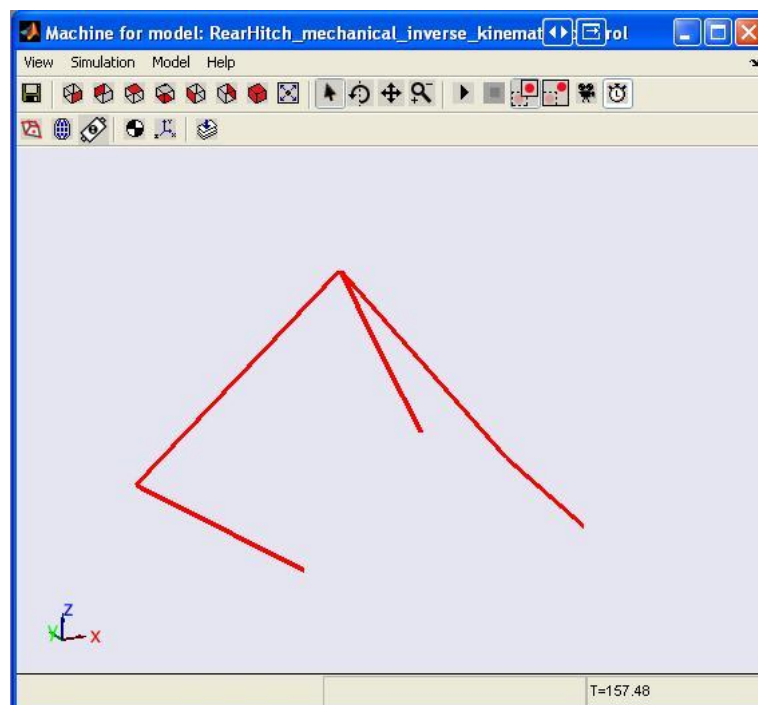 Machine for model: RearHitch_mechanical_inverse_kinemat rol
View Simulation Model Help
Z
Y X
T=157.48